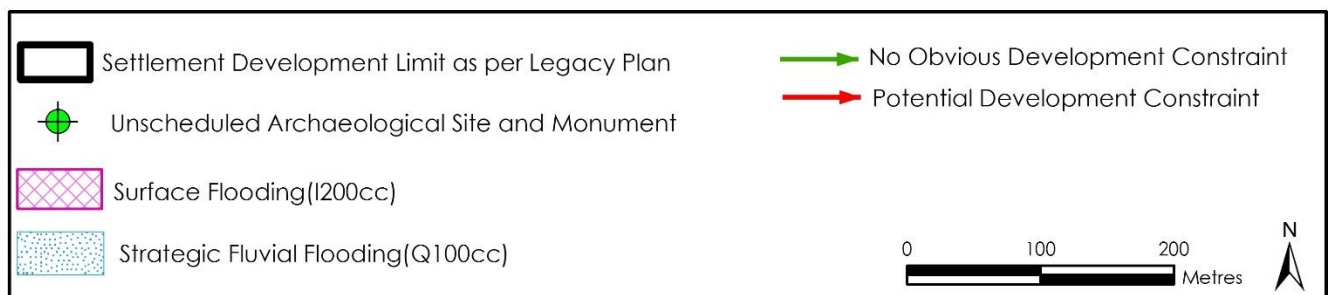 Settlement Development Limit as per Legacy Plan
Unscheduled Archaeological Site and Monument
Surface Flooding(I200cc)
Strategic Fluvial Flooding(Q100cc)
No Obvious Development Constraint
Potential Development Constraint
0 100 200
Metres
N